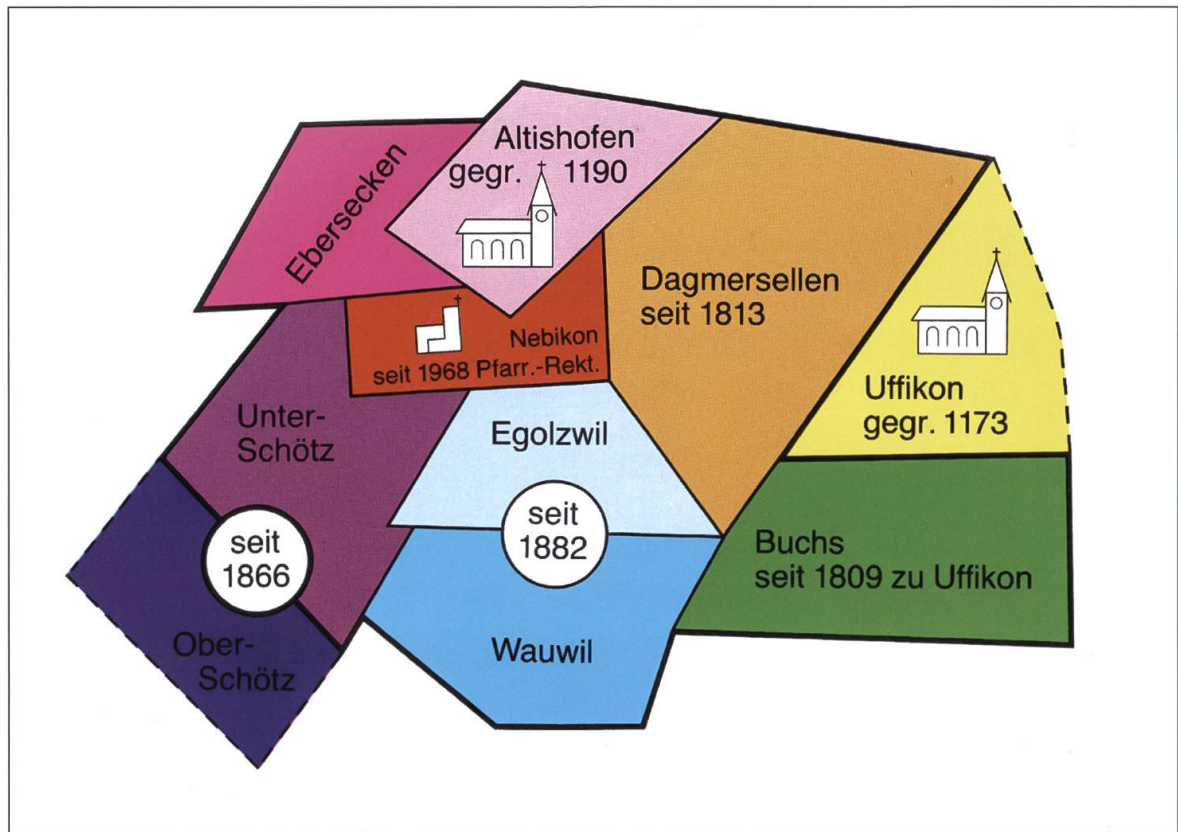 Altishofen
gegr. 1190
Ebersecken
Dagmersellen
seit 1813
Nebikon
seit 1968 Pfarr.-Rekt.
Uffikon
gegr. 1173
Unter-
Schötz
Egolzwil
seit
1866
seit
1882
Buchs
seit 1809 zu Uffikon
Ober-
Schötz
Wauwil